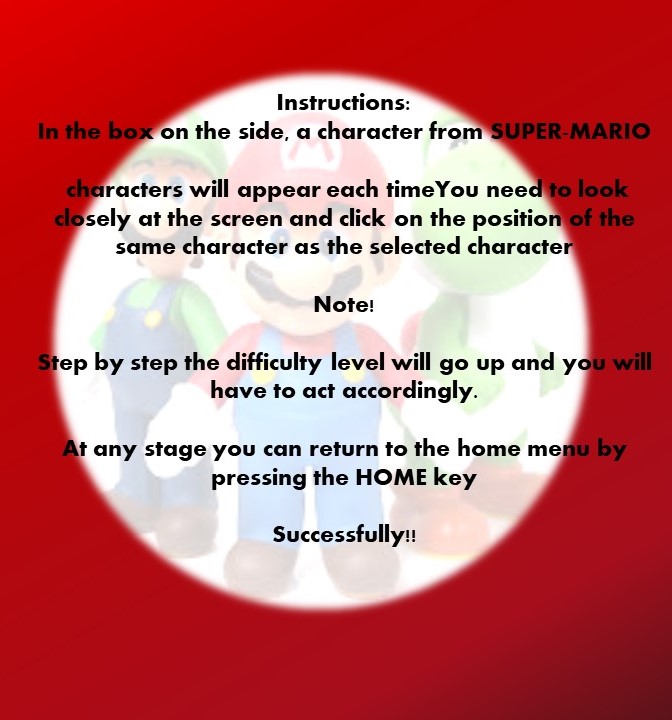 Instructions:
In the box on the side, a character from SUPER-MARIO
characters will appear each timeYou need to look
closely at the screen and click on the position of the
same character as the selected character
Note!
Step by step the difficulty level will go up and you will
have to act accordingly.
At any stage you can return to the home menu by
pressing the HOME key
Successfully!!